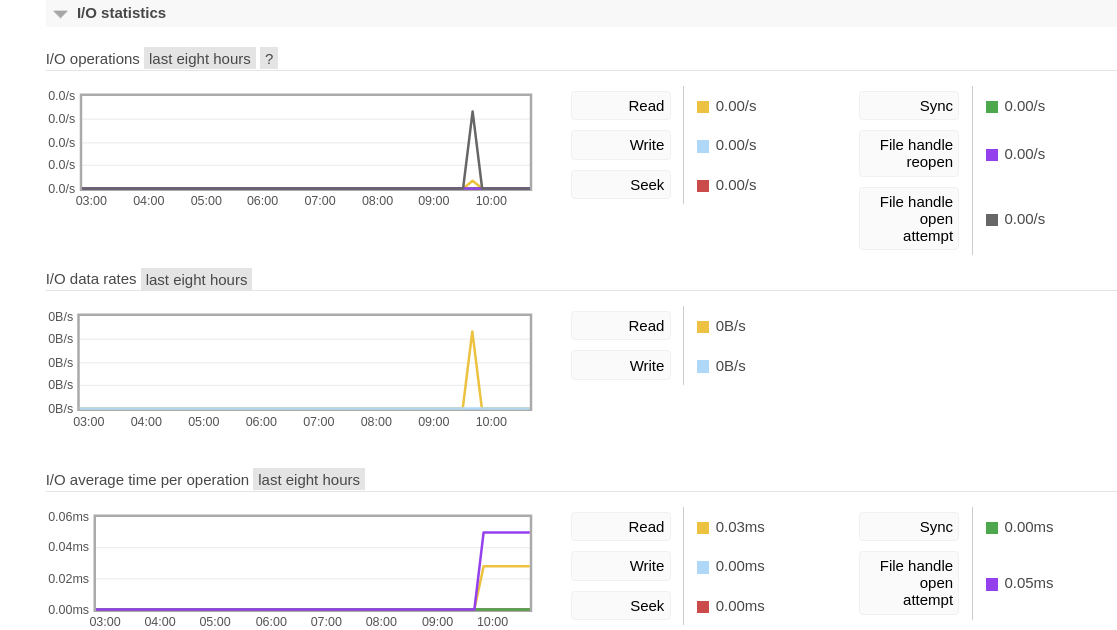 I/O statistics
I/O operations last eight hours ?
0.0/s
0.0/s
0.0/s
0.0/s
0.0/s
03:00 04:00 05:00 06:00 07:00 08:00 09:00 10:00
Read 0.00/s
Write 0.00/s
Seek 0.00/s
Sync 0.00/s
File handle
reopen 0.00/s
File handle
open
attempt 0.00/s
I/O data rates last eight hours
0B/s
0B/s
0B/s
0B/s
0B/s
03:00 04:00 05:00 06:00 07:00 08:00 09:00 10:00
Read 0B/s
Write 0B/s
I/O average time per operation last eight hours
0.06ms
0.04ms
0.02ms
0.00ms
03:00 04:00 05:00 06:00 07:00 08:00 09:00 10:00
Read 0.03ms
Write 0.00ms
Seek 0.00ms
Sync 0.00ms
File handle
open
attempt 0.05ms